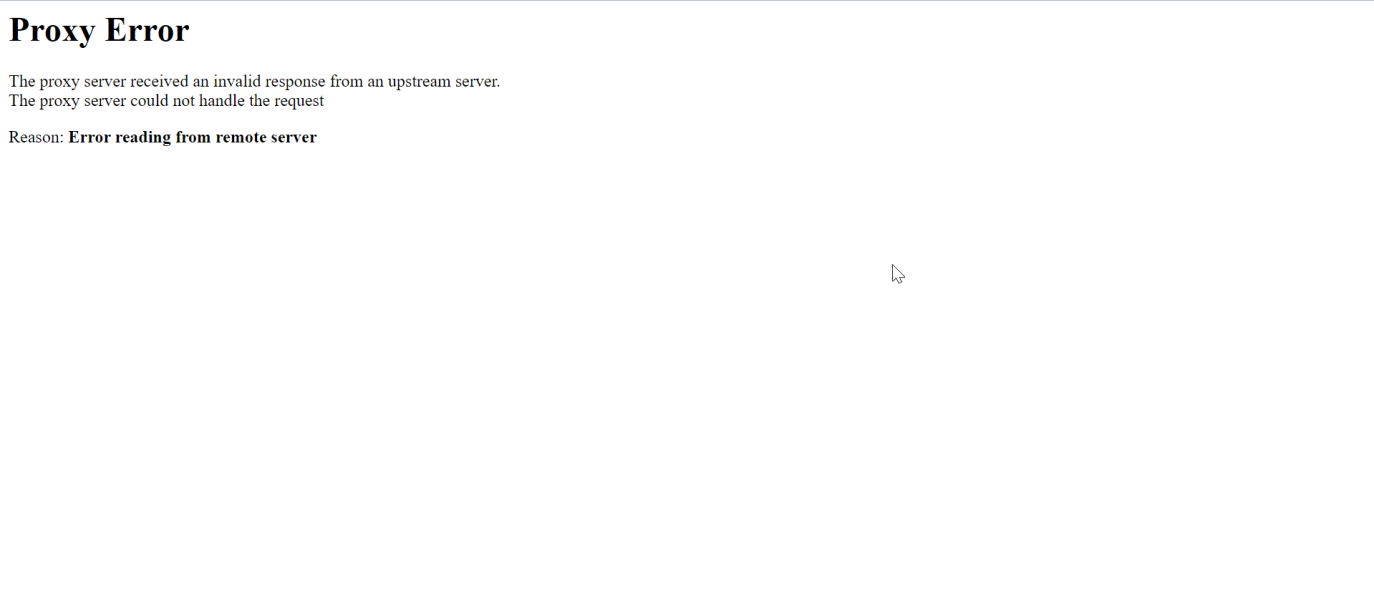 Proxy Error
The proxy server received an invalid response from an upstream server.
The proxy server could not handle the request
Reason: Error reading from remote server